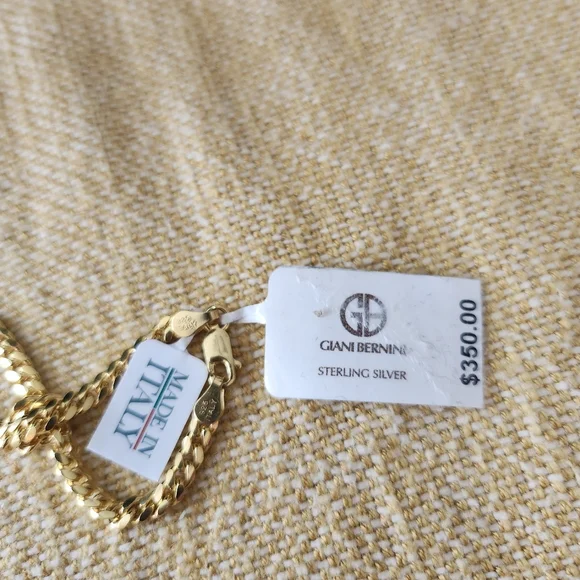 GB
GIANI BERNINI
STERLING SILVER
$350.00
MADE IN
ITALY